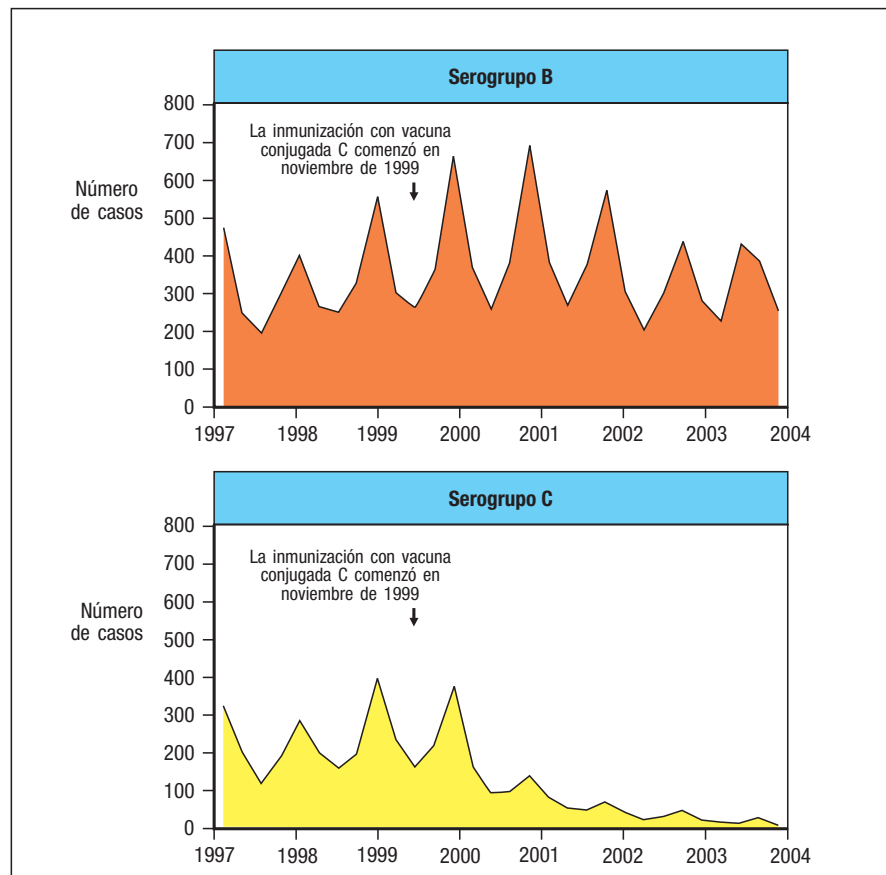 Serogrupo B
800
700
600
500
400
300
200
100
0
Número
de casos
La inmunización con vacuna
conjugada C comenzó en
noviembre de 1999
1997 1998 1999 2000 2001 2002 2003 2004
Serogrupo C
800
700
600
500
400
300
200
100
0
Número
de casos
La inmunización con vacuna
conjugada C comenzó en
noviembre de 1999
1997 1998 1999 2000 2001 2002 2003 2004